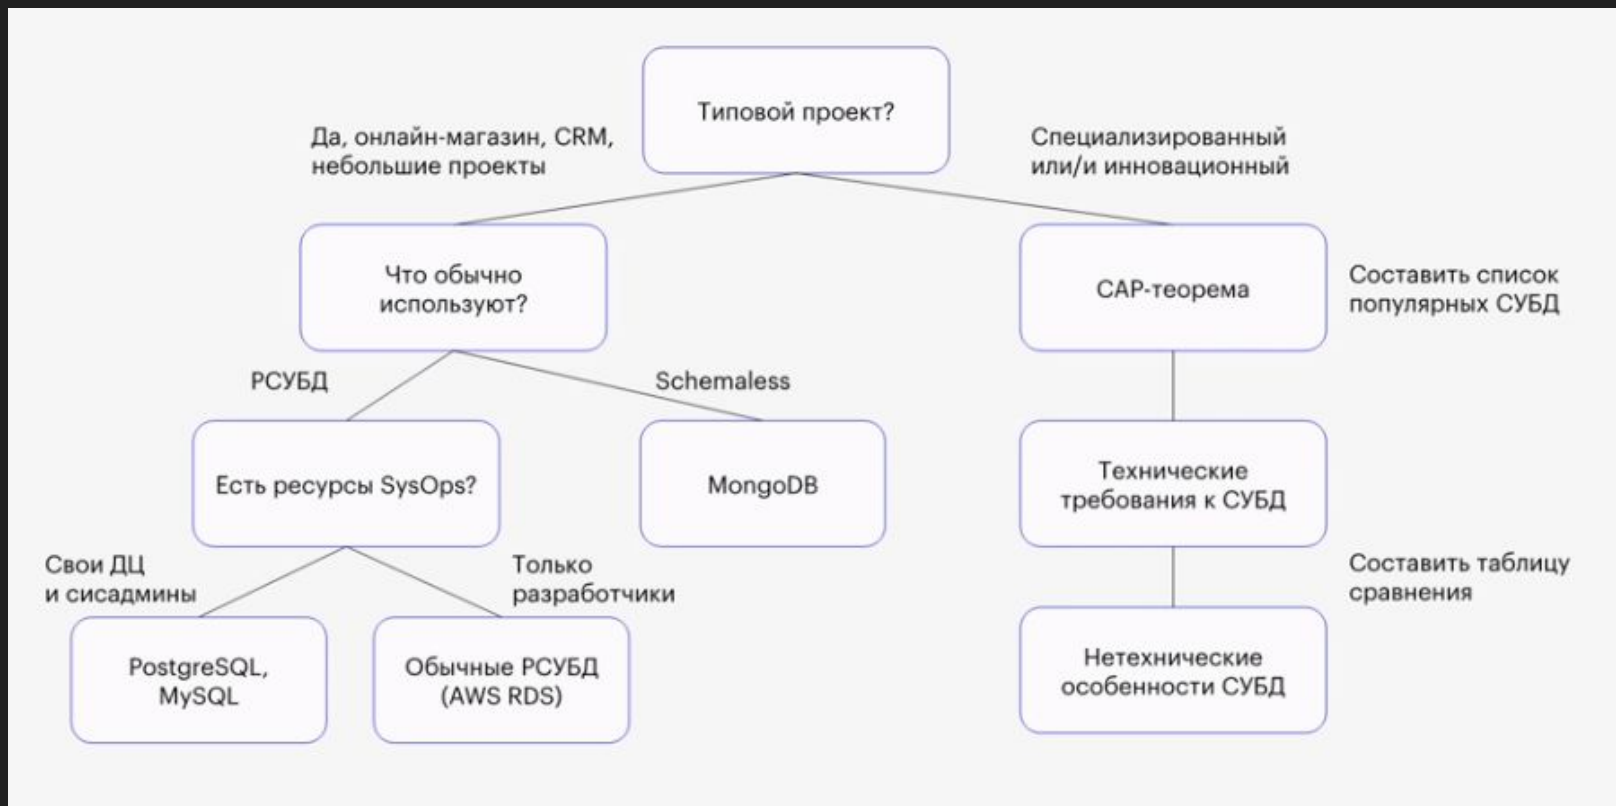 Типовой проект?
Да, онлайн-магазин, CRM,
небольшие проекты
Специализированный
или/и инновационный
Что обычно
используют?
CAP-теорема
Составить список
популярных СУБД
РСУБД
Schemaless
Есть ресурсы SysOps?
MongoDB
Технические
требования к СУБД
Свои ДЦ
и сисадмины
Только
разработчики
Составить таблицу
сравнения
PostgreSQL,
MySQL
Обычные РСУБД
(AWS RDS)
Нетехнические
особенности СУБД